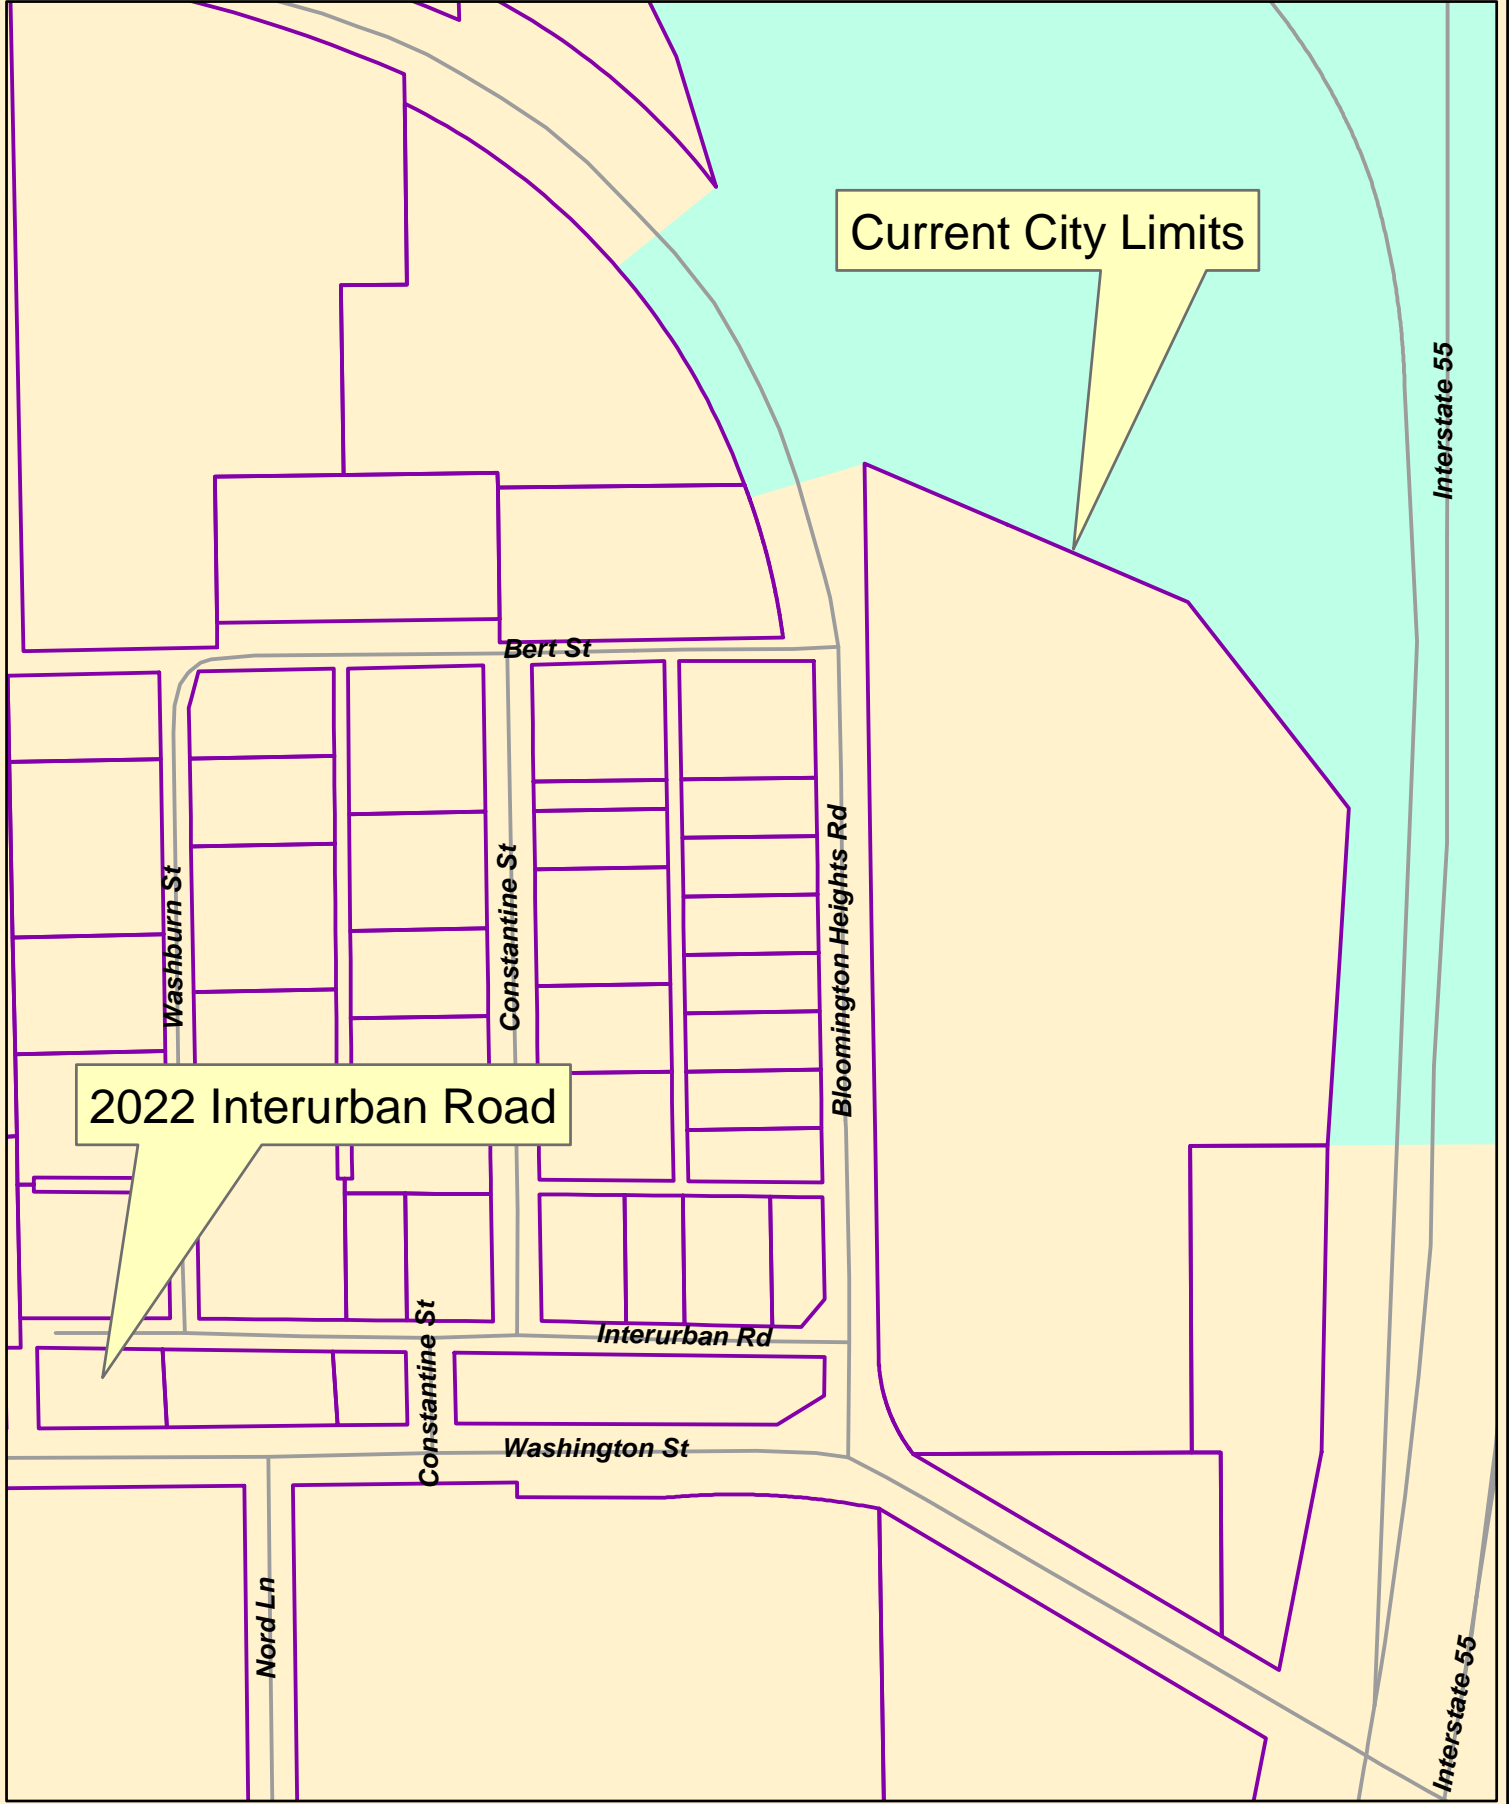 Current City Limits
Interstate 55
Bert St
Washburn St
Constantine St
Bloomington Heights Rd
2022 Interurban Road
Interurban Rd
Constantine St
Washington St
Nord Ln
Interstate 55